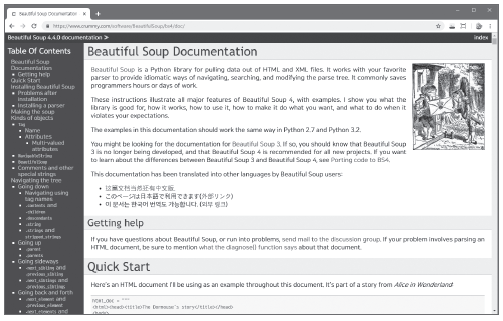 Beautiful Soup Documentation
https://www.crummy.com/software/BeautifulSoup/bs4/doc/
Beautiful Soup 4.4.0 documentation »
index
Table Of Contents
Beautiful Soup
Documentation
Getting help
Quick Start
Installing Beautiful Soup
Problems after
installation
Installing a parser
Making the soup
Kinds of objects
Tag
Name
Attributes
Multi-valued
attributes
NavigableString
BeautifulSoup
Comments and other
special strings
Navigating the tree
Going down
Navigating using
tag names
.contents and
.children
.descendants
.string
.strings and
stripped_strings
Going up
.parent
.parents
Going sideways
.next_sibling and
.previous_sibling
.next_siblings and
.previous_siblings
Going back and forth
.next_element and
.previous_element
.next_elements and
Beautiful Soup Documentation
Beautiful Soup is a Python library for pulling data out of HTML and XML files. It works with your favorite
parser to provide idiomatic ways of navigating, searching, and modifying the parse tree. It commonly saves
programmers hours or days of work.
These instructions illustrate all major features of Beautiful Soup 4, with examples. I show you what the
library is good for, how it works, how to use it, how to make it do what you want, and what to do when it
violates your expectations.
The examples in this documentation should work the same way in Python 2.7 and Python 3.2.
You might be looking for the documentation for Beautiful Soup 3. If so, you should know that Beautiful
Soup 3 is no longer being developed, and that Beautiful Soup 4 is recommended for all new projects. If you
want to learn about the differences between Beautiful Soup 3 and Beautiful Soup 4, see Porting code to BS4.
This documentation has been translated into other languages by Beautiful Soup users:
这篇文档当然还有中文版.
このページは日本語で利用できます(外部リンク)
이 문서는 한국어 번역도 가능합니다. (외부 링크)
Getting help
If you have questions about Beautiful Soup, or run into problems, send mail to the discussion group. If your problem involves parsing an
HTML document, be sure to mention what the diagnose() function says about that document.
Quick Start
Here's an HTML document I'll be using as an example throughout this document. It's part of a story from Alice in Wonderland:
html_doc = """
<html><head><title>The Dormouse's story</title></head>
<body>